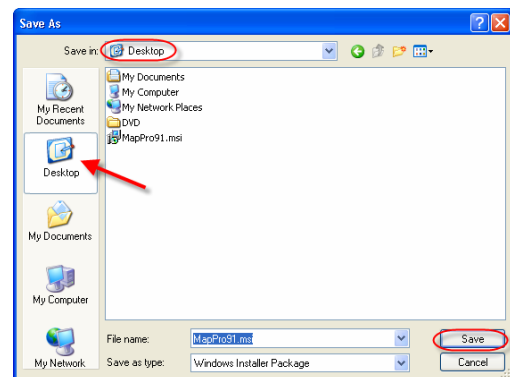 Save As
Save in:
Desktop
My Recent
Documents
Desktop
My Documents
My Computer
My Network
My Documents
My Computer
My Network Places
DVD
MapPro91.msi
File name:
MapPro91.msi
Save
Save as type:
Windows Installer Package
Cancel